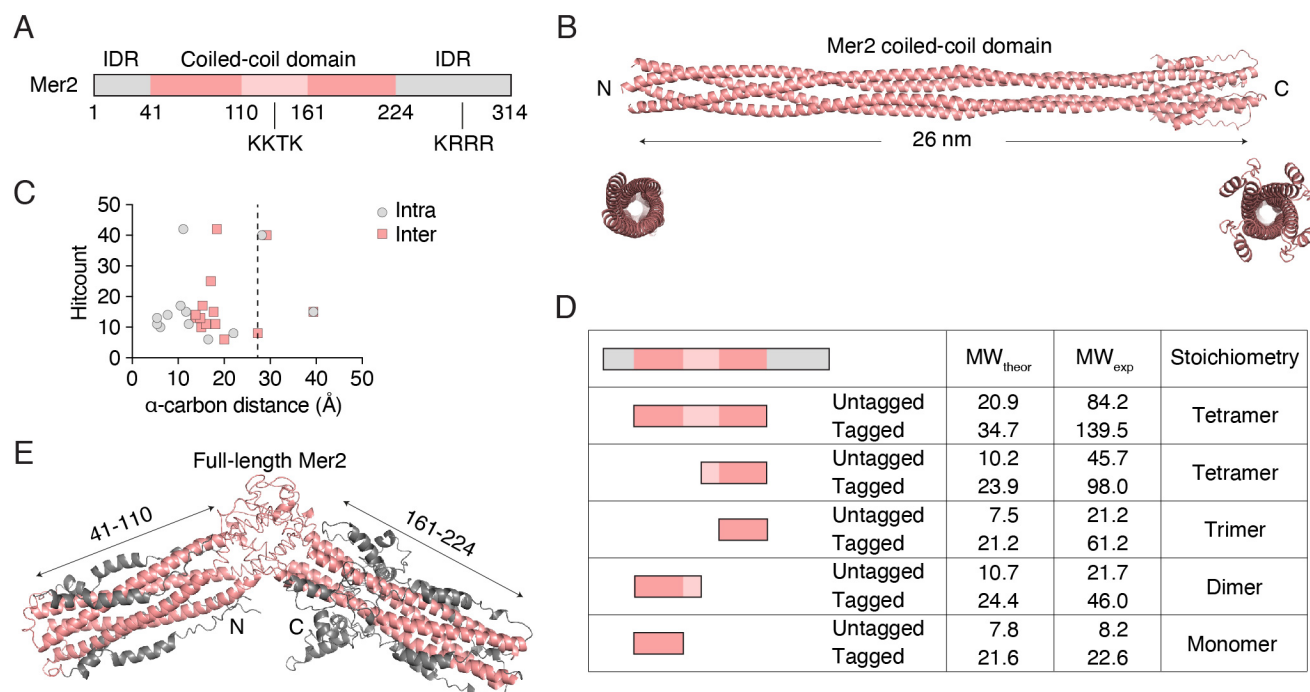 A
IDR Coiled-coil domain IDR
Mer2
1 41 110 161 224 314
KKTK KRRR
B
Mer2 coiled-coil domain
N C
26 nm
C
Hitcount
50
40
30
20
10
0
0 10 20 30 40 50
α-carbon distance (Å)
Intra
Inter
D
MWtheor MWexp Stoichiometry
Untagged 20.9 84.2 Tetramer
Tagged 34.7 139.5
Untagged 10.2 45.7 Tetramer
Tagged 23.9 98.0
Untagged 7.5 21.2 Trimer
Tagged 21.2 61.2
Untagged 10.7 21.7 Dimer
Tagged 24.4 46.0
Untagged 7.8 8.2 Monomer
Tagged 21.6 22.6
E
Full-length Mer2
41-110
161-224
N C